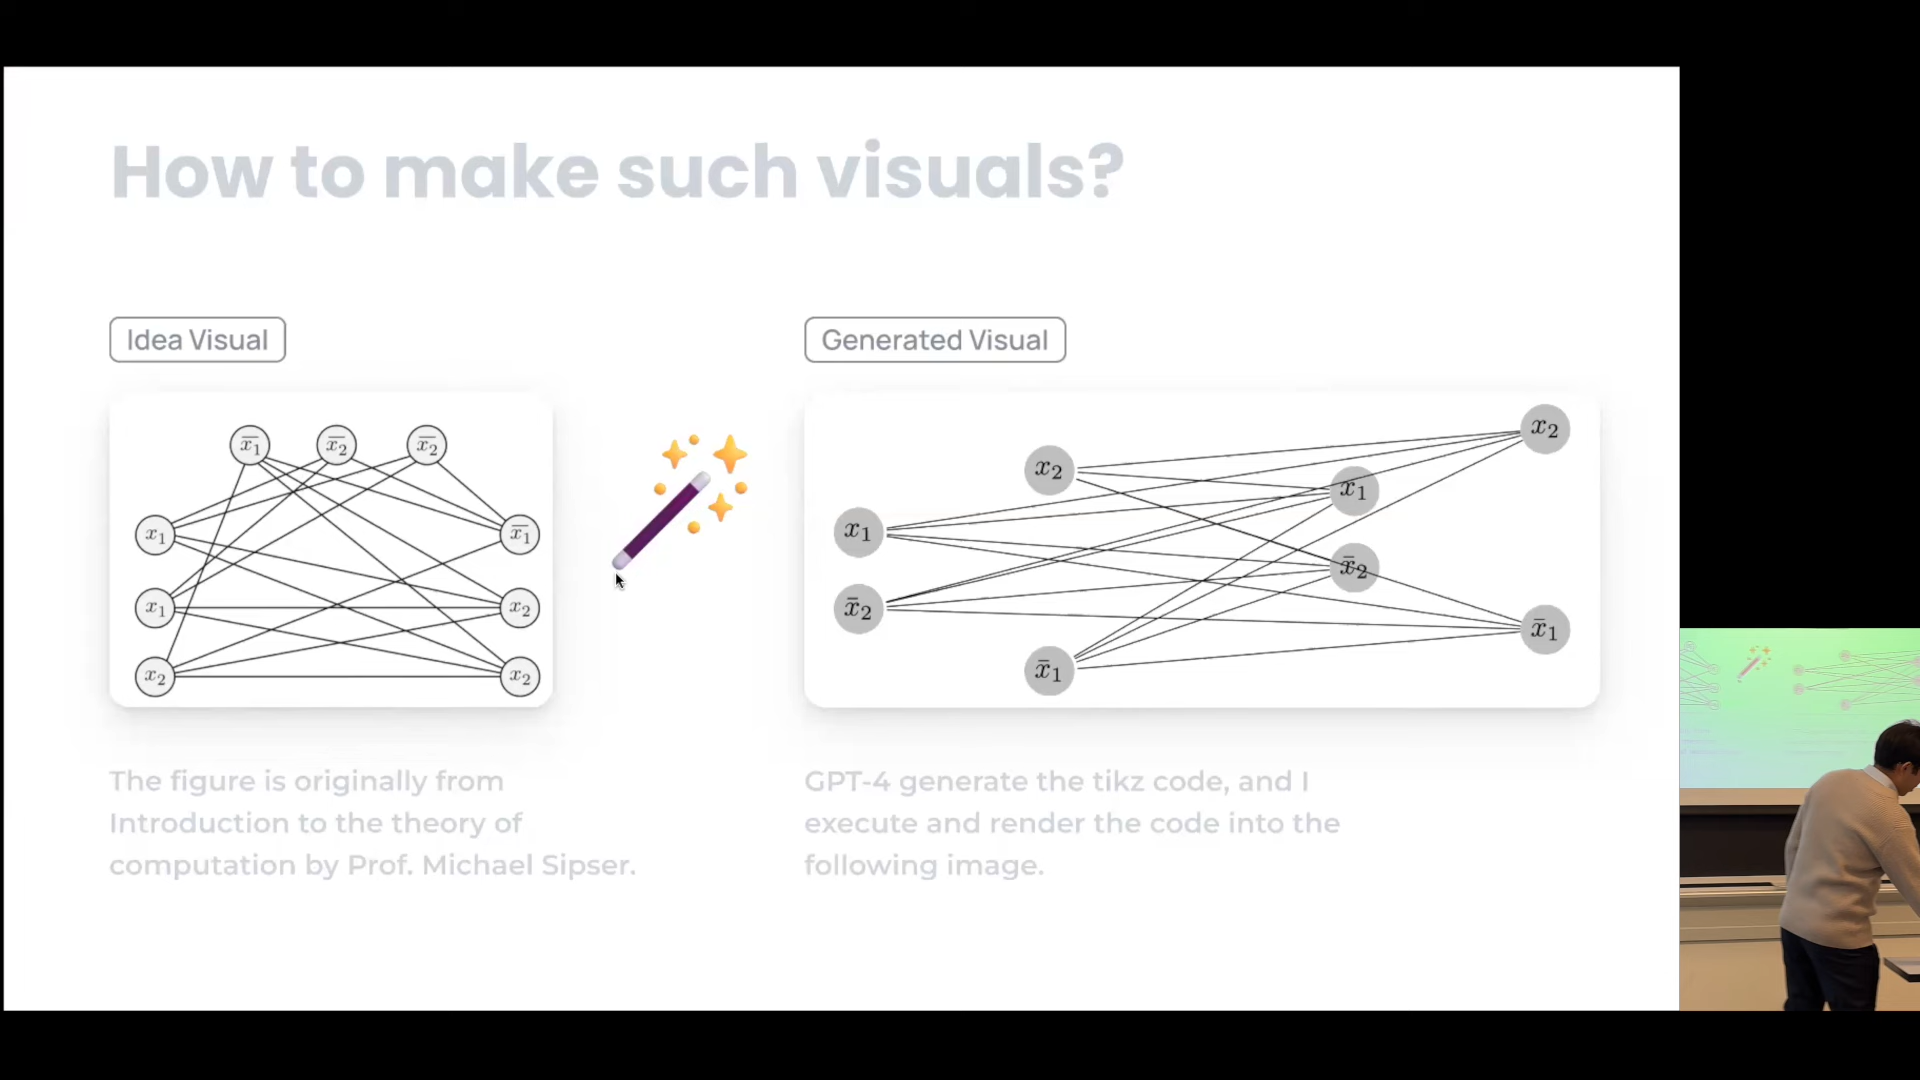 How to make such visuals?
Idea Visual
Generated Visual
x̅₁ x̅₂ x̅₂
x₁ x̅₁
x₁ x₂
x₂ x₂
x₂
x₂ x₁
x₁
x̄₂
x̄₂
x̄₁
x̄₁
The figure is originally from
Introduction to the theory of
computation by Prof. Michael Sipser.
GPT-4 generate the tikz code, and I
execute and render the code into the
following image.